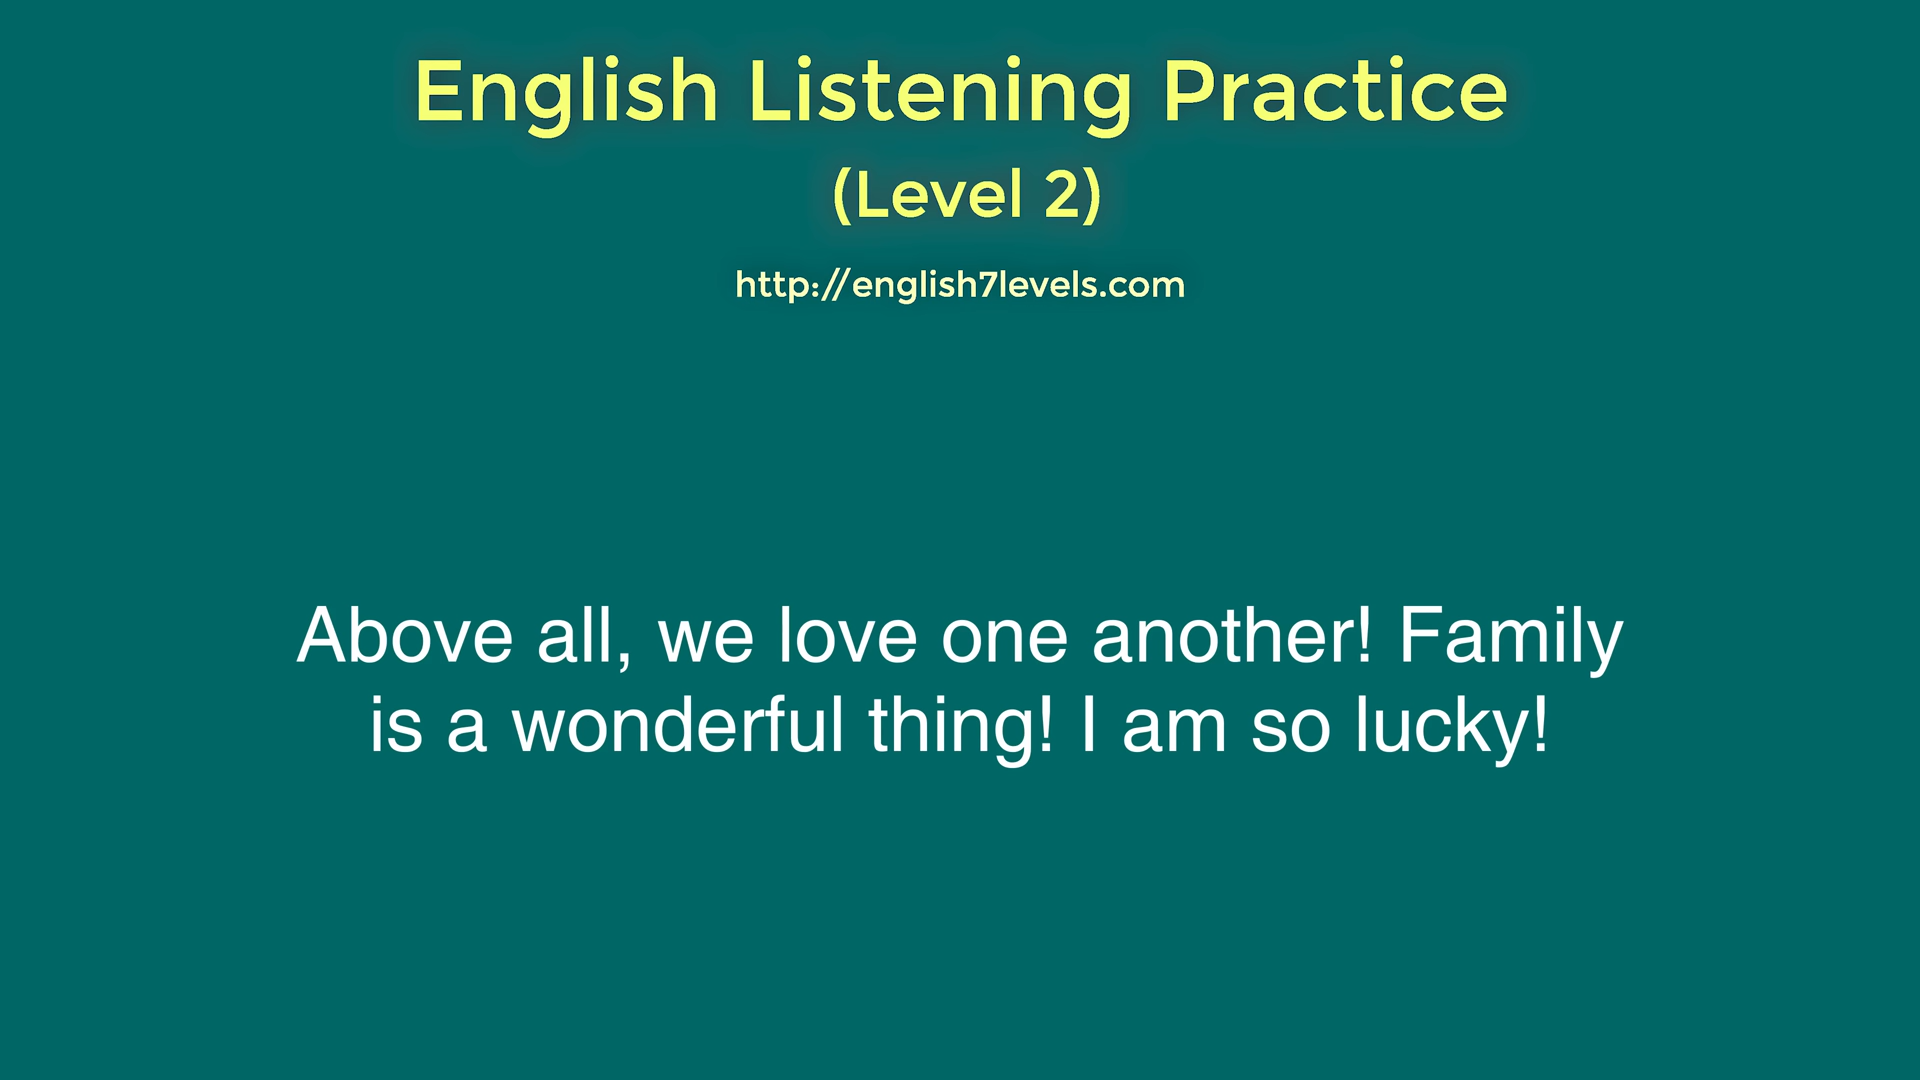 English Listening Practice
(Level 2)
http://english7levels.com
Above all, we love one another! Family
is a wonderful thing! I am so lucky!